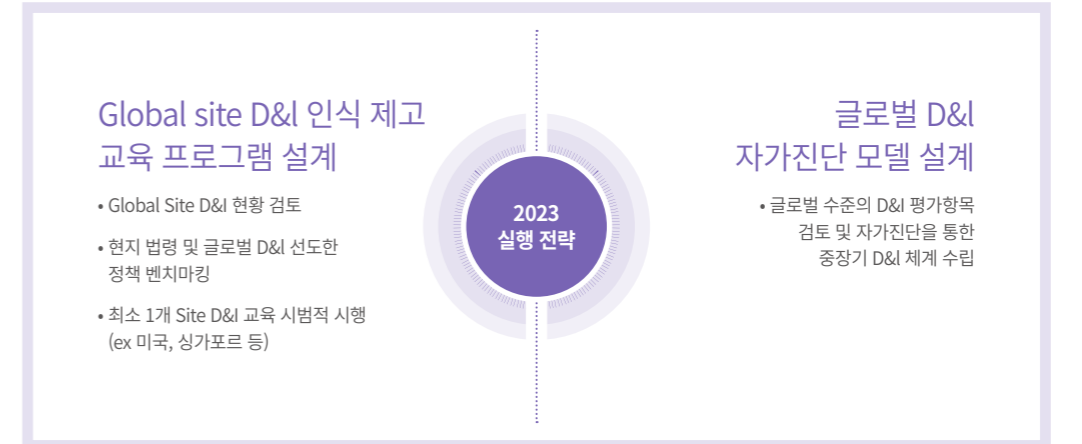 Global site D&I 인식 제고
교육 프로그램 설계
• Global Site D&I 현황 검토
• 현지 법령 및 글로벌 D&I 선도한
정책 벤치마킹
• 최소 1개 Site D&I 교육 시범적 시행
(ex 미국, 싱가포르 등)
2023
실행 전략
글로벌 D&I
자가진단 모델 설계
• 글로벌 수준의 D&I 평가항목
검토 및 자가진단을 통한
중장기 D&I 체계 수립